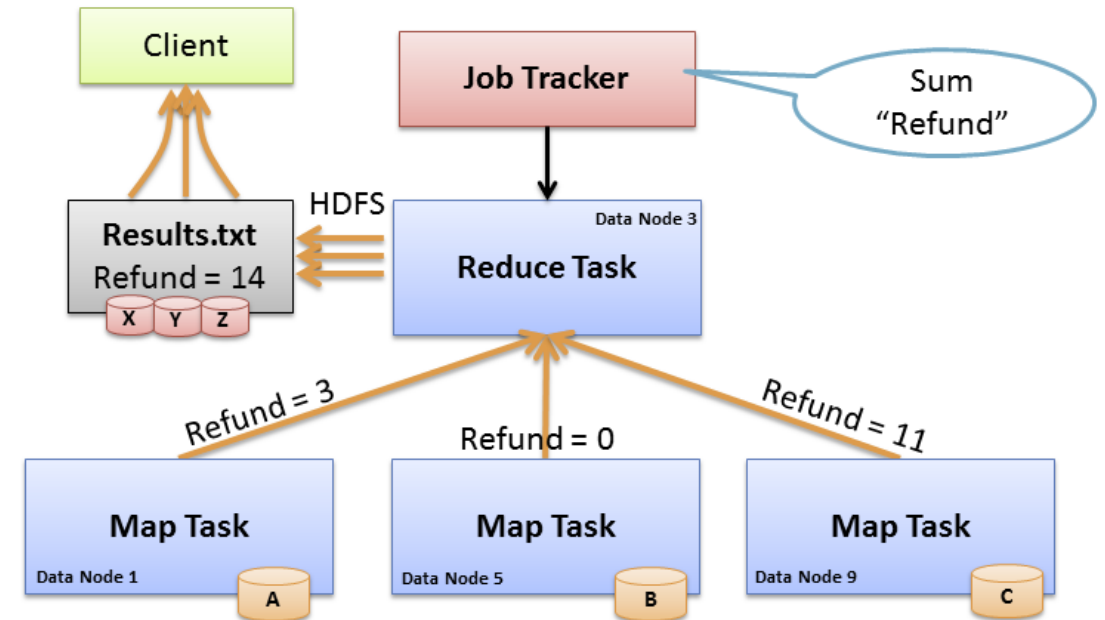 Client
Job Tracker
Sum
“Refund”
HDFS
Results.txt
Refund = 14
X
Y
Z
Data Node 3
Reduce Task
Refund = 3
Refund = 0
Refund = 11
Map Task
Data Node 1
A
Map Task
Data Node 5
B
Map Task
Data Node 9
C